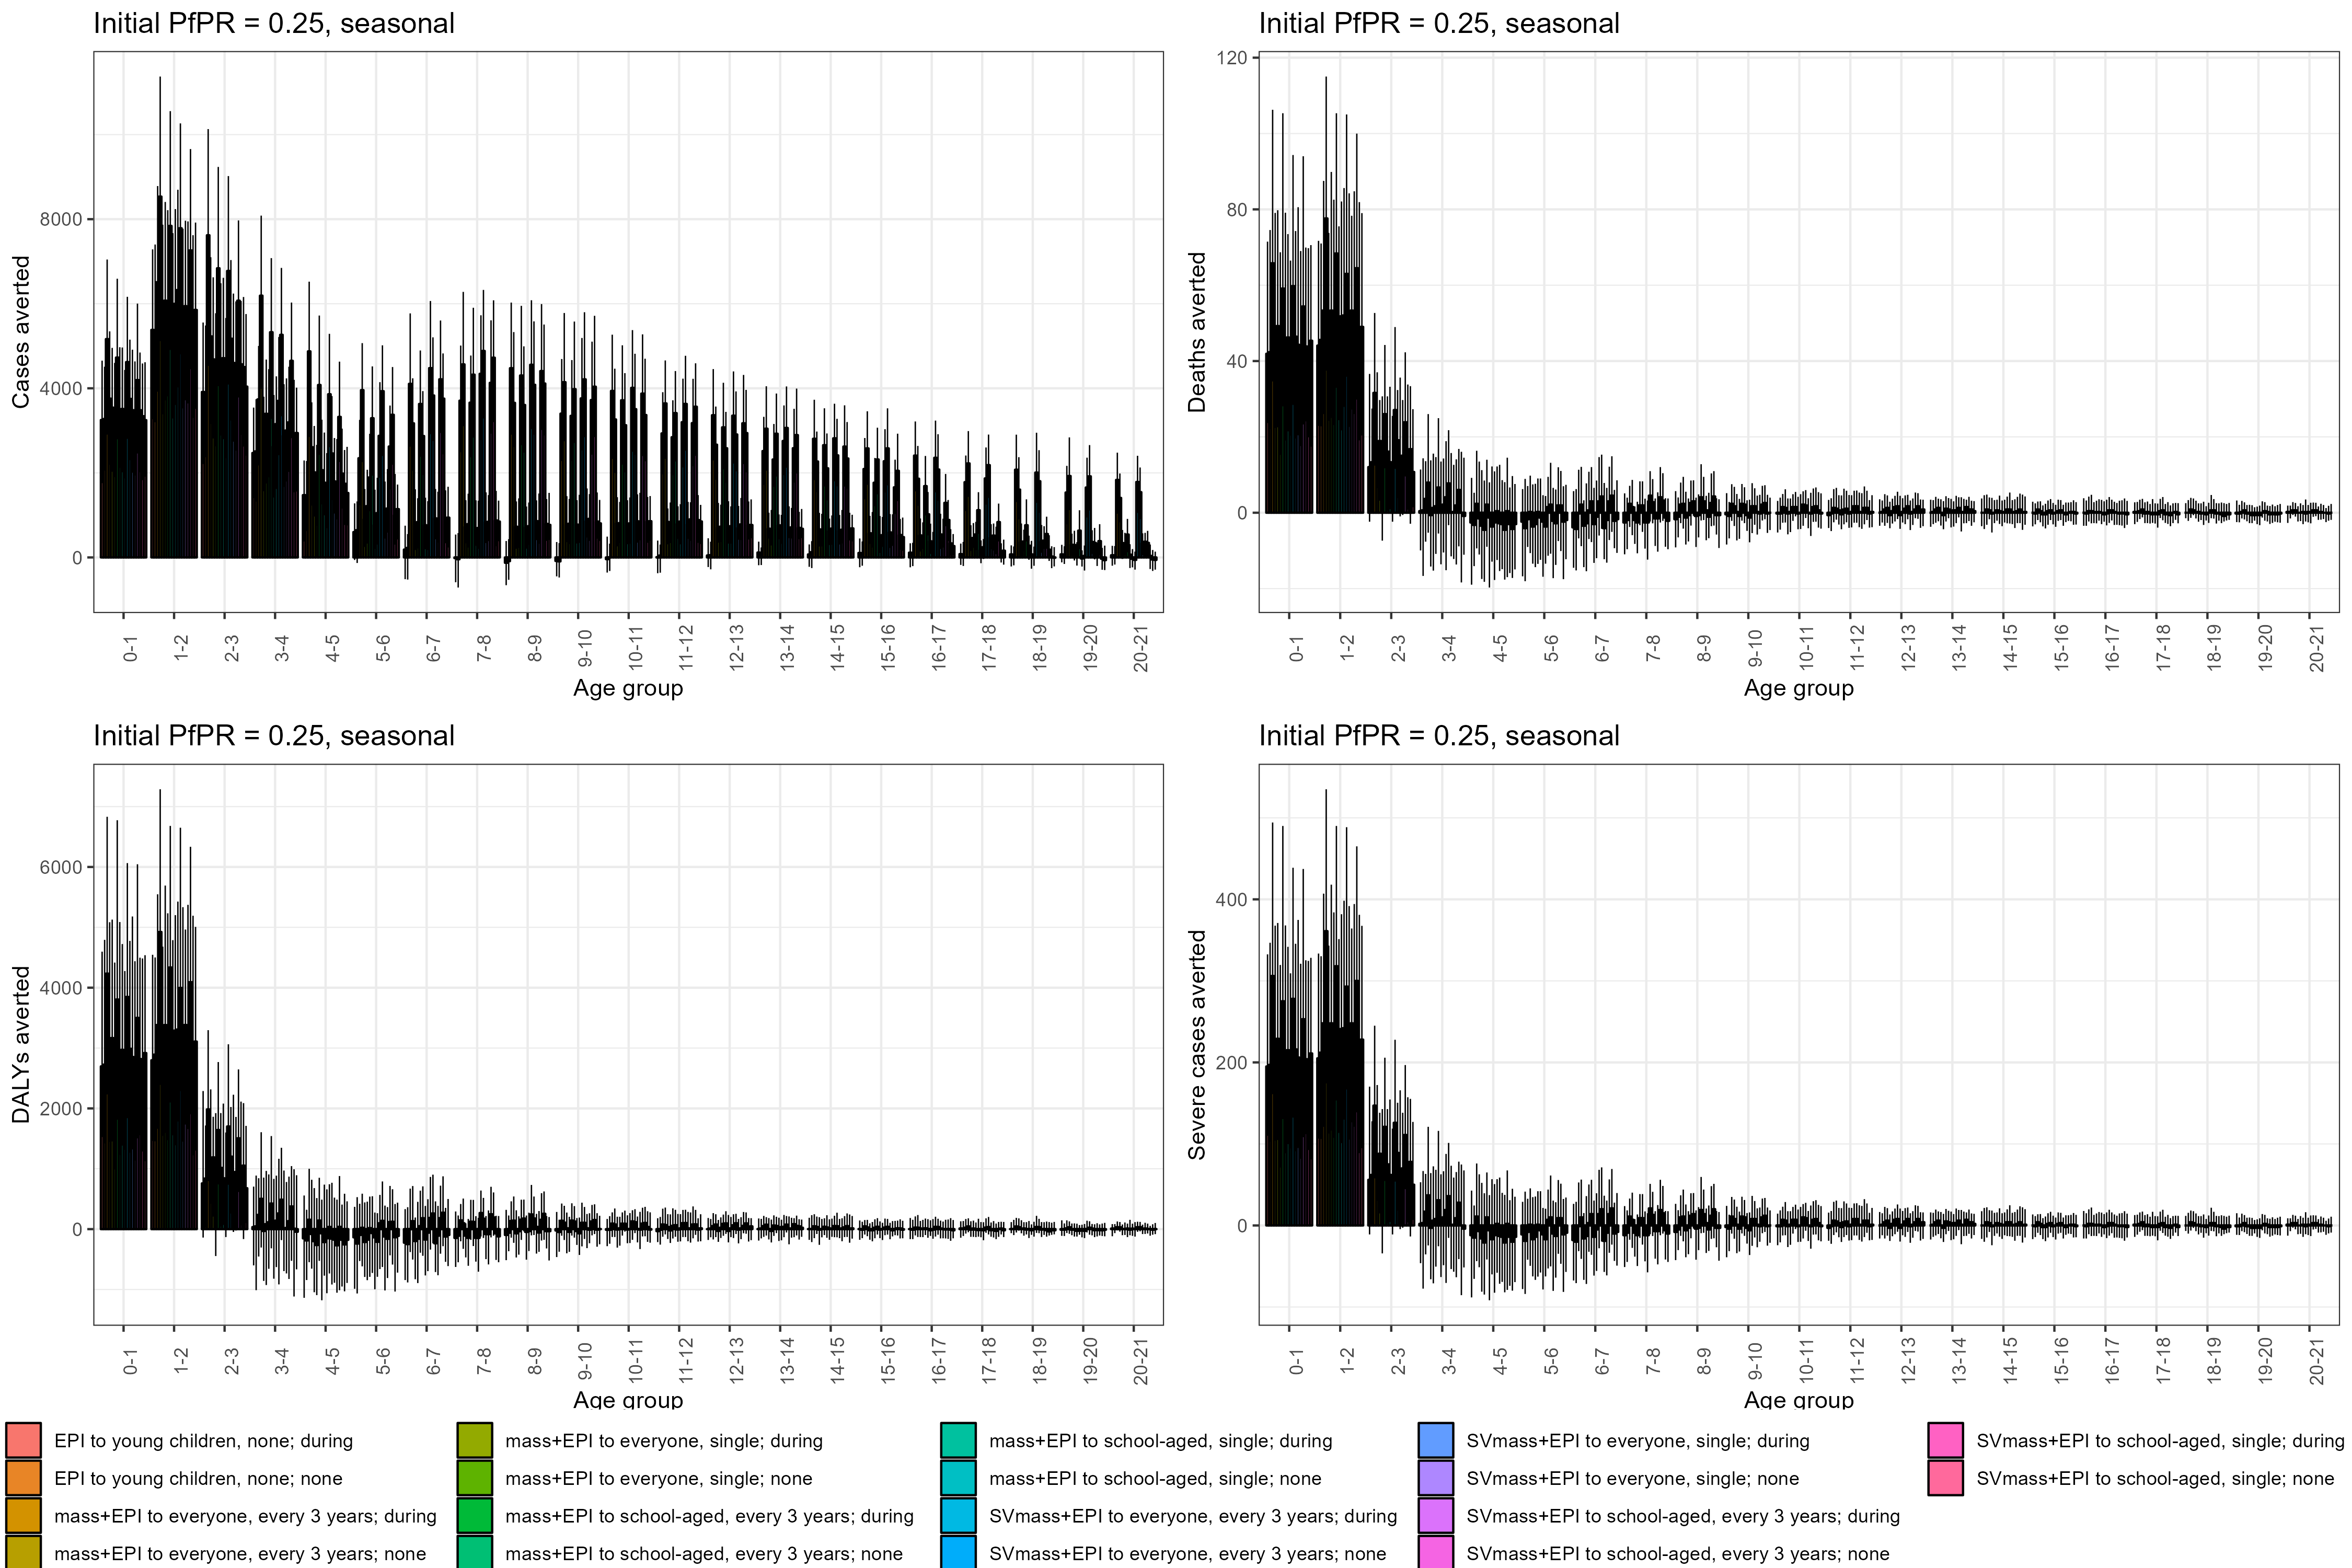 Initial PfPR = 0.25, seasonal
Cases averted
8000
4000
0
0-1 1-2 2-3 3-4 4-5 5-6 6-7 7-8 8-9 9-10 10-11 11-12 12-13 13-14 14-15 15-16 16-17 17-18 18-19 19-20 20-21
Age group
Initial PfPR = 0.25, seasonal
Deaths averted
120
80
40
0
0-1 1-2 2-3 3-4 4-5 5-6 6-7 7-8 8-9 9-10 10-11 11-12 12-13 13-14 14-15 15-16 16-17 17-18 18-19 19-20 20-21
Age group
Initial PfPR = 0.25, seasonal
DALYs averted
6000
4000
2000
0
0-1 1-2 2-3 3-4 4-5 5-6 6-7 7-8 8-9 9-10 10-11 11-12 12-13 13-14 14-15 15-16 16-17 17-18 18-19 19-20 20-21
Age group
Initial PfPR = 0.25, seasonal
Severe cases averted
400
200
0
0-1 1-2 2-3 3-4 4-5 5-6 6-7 7-8 8-9 9-10 10-11 11-12 12-13 13-14 14-15 15-16 16-17 17-18 18-19 19-20 20-21
Age group
EPI to young children, none; during
EPI to young children, none; none
mass+EPI to everyone, every 3 years; during
mass+EPI to everyone, every 3 years; none
mass+EPI to everyone, single; during
mass+EPI to everyone, single; none
mass+EPI to school-aged, every 3 years; during
mass+EPI to school-aged, every 3 years; none
mass+EPI to school-aged, single; during
mass+EPI to school-aged, single; none
SVmass+EPI to everyone, every 3 years; during
SVmass+EPI to everyone, every 3 years; none
SVmass+EPI to everyone, single; during
SVmass+EPI to everyone, single; none
SVmass+EPI to school-aged, every 3 years; during
SVmass+EPI to school-aged, every 3 years; none
SVmass+EPI to school-aged, single; during
SVmass+EPI to school-aged, single; none